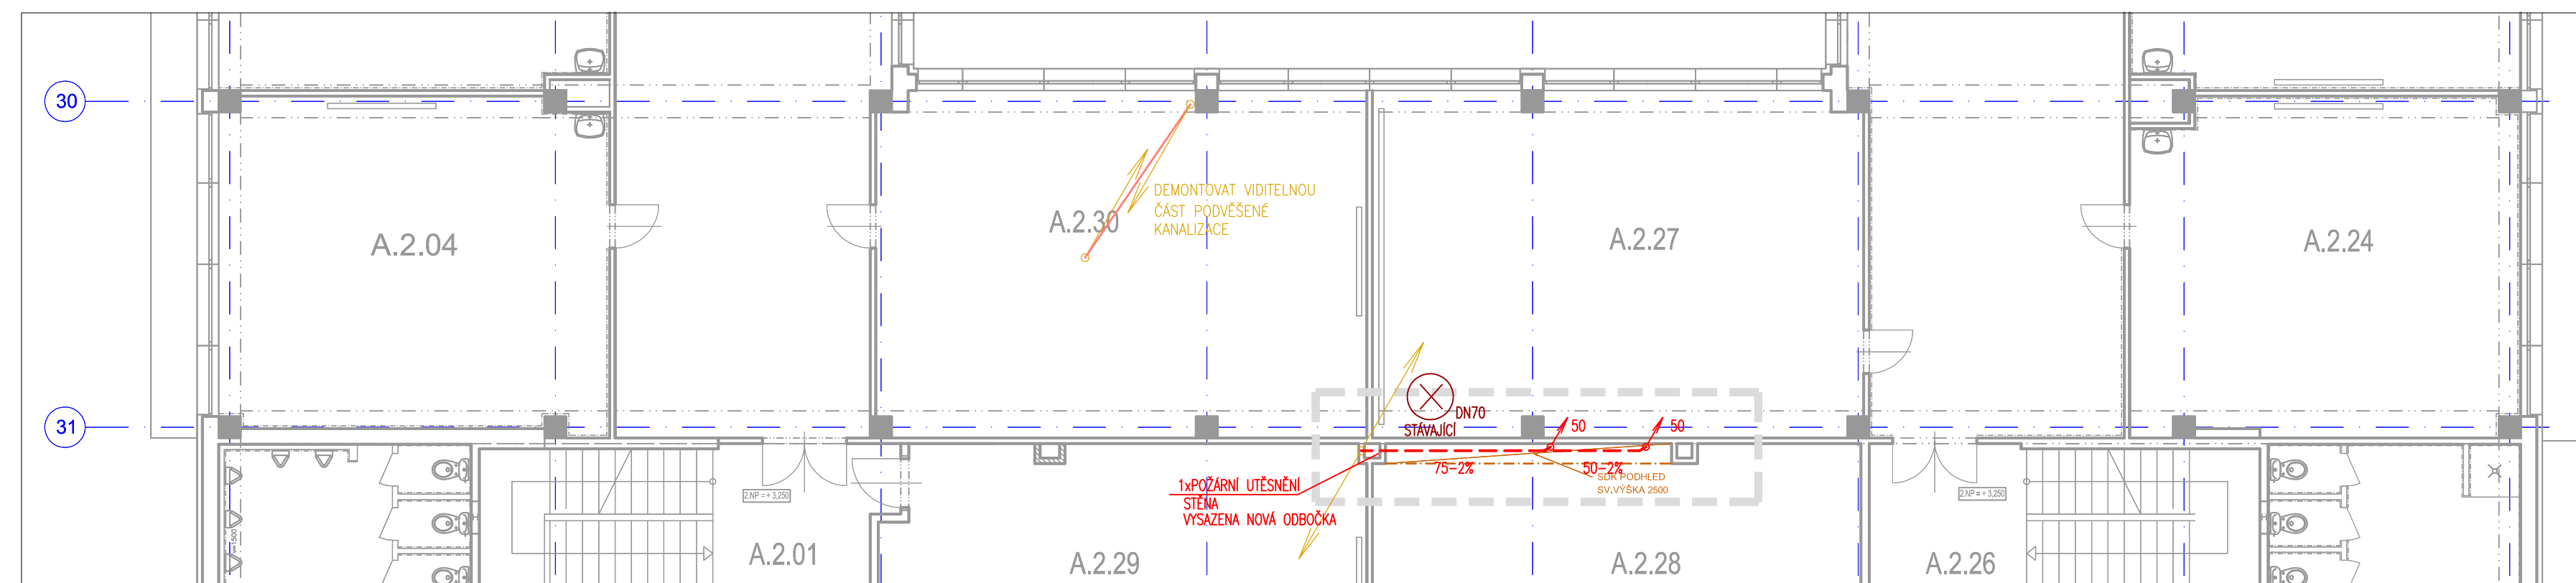 30
DEMONTOVAT VIDITELNOU
ČÁST PODVĚŠENÉ
KANALIZACE
A.2.04
A.2.30
A.2.27
A.2.24
31
DN70
STÁVAJÍCÍ
50
50
75-2%
50-2%
SDK PODHLED
SV.VÝŠKA 2500
1xPOŽÁRNÍ UTĚSNĚNÍ
STĚNA
VYSAZENA NOVÁ ODBOČKA
2.NP = + 3,250
2.NP = + 3,250
v=1500
A.2.01
A.2.29
A.2.28
A.2.26